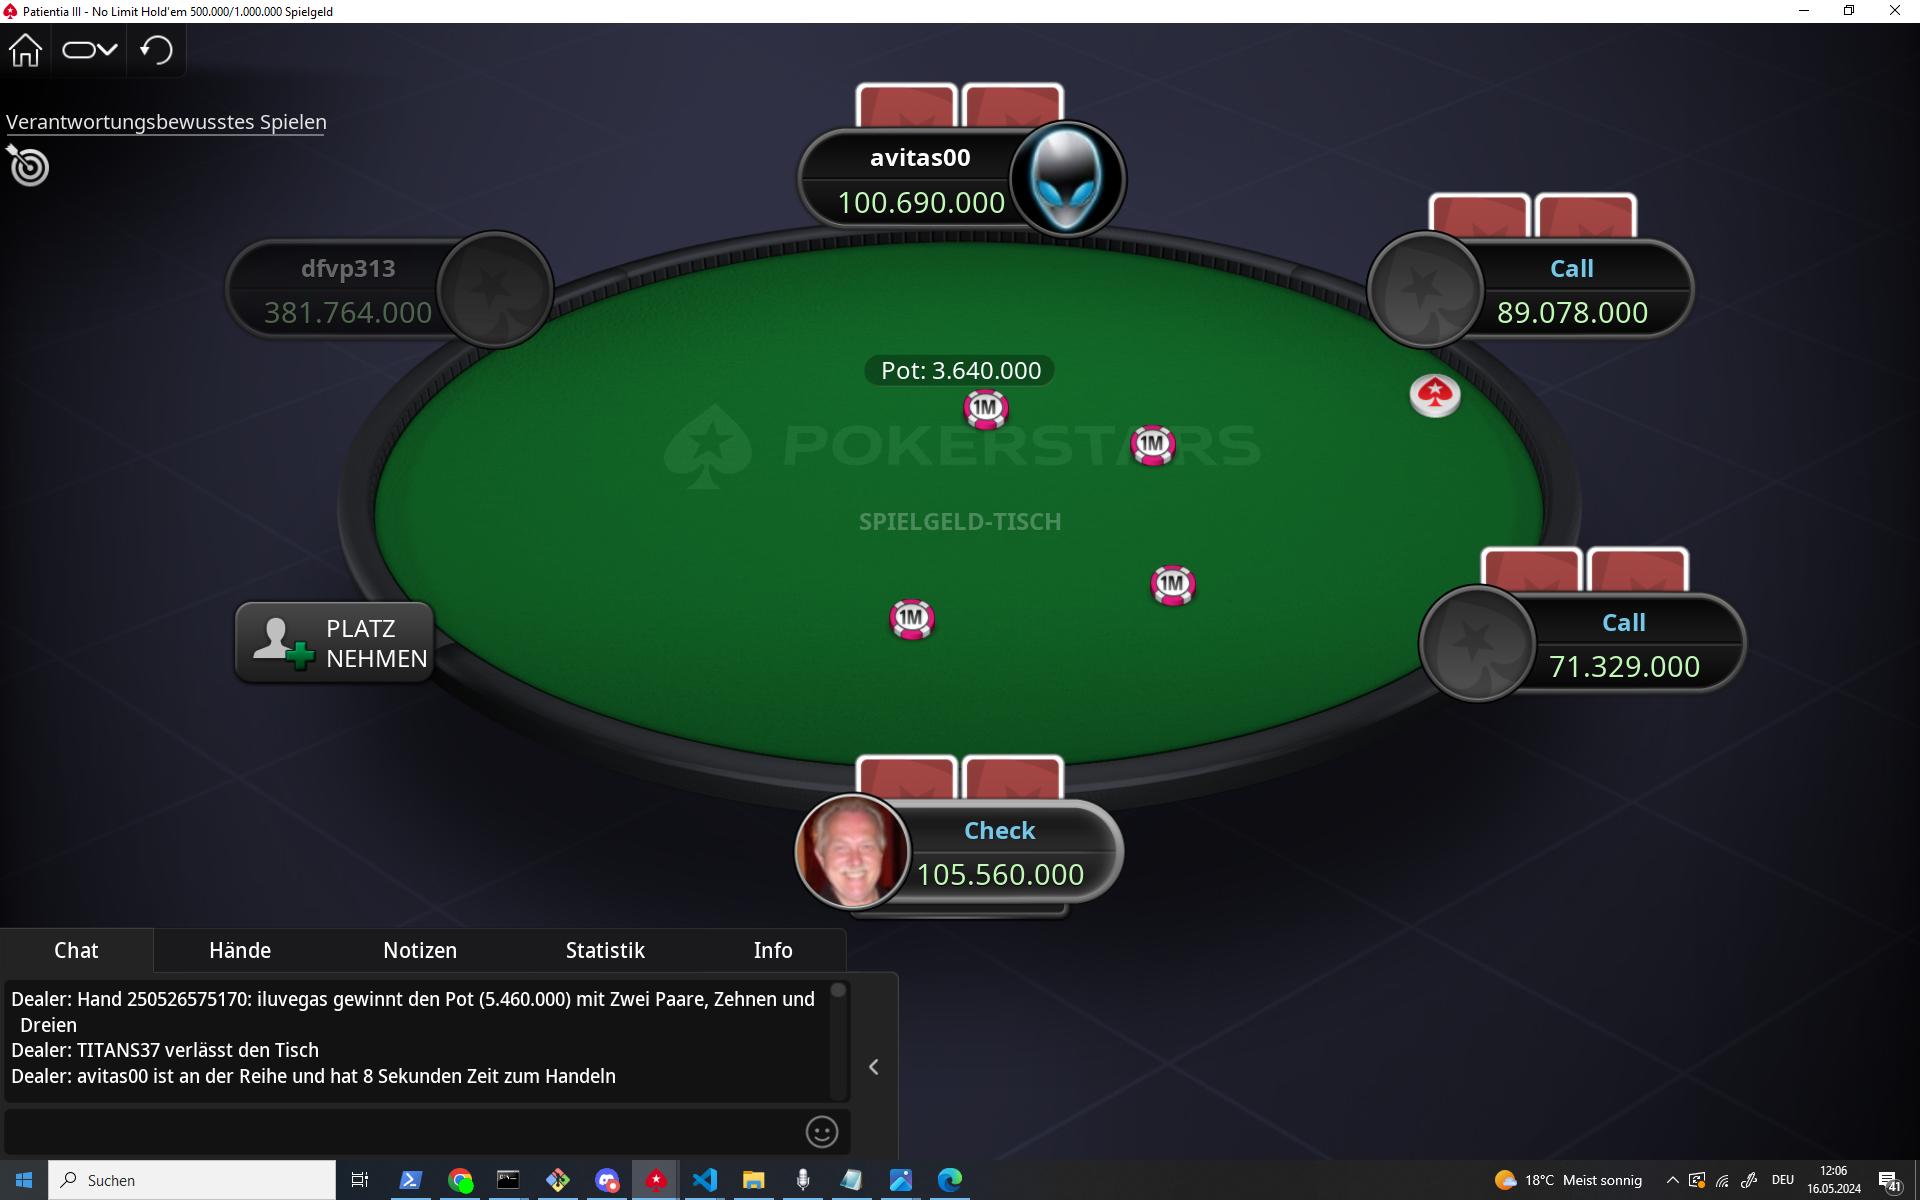 Patientia III - No Limit Hold'em 500.000/1.000.000 Spielgeld
Verantwortungsbewusstes Spielen
avitas00
100.690.000
dfvp313
381.764.000
Call
89.078.000
Pot: 3.640.000
1M
1M
POKERSTARS
SPIELGELD-TISCH
1M
1M
PLATZ
NEHMEN
Call
71.329.000
Check
105.560.000
Chat Hände Notizen Statistik Info
Dealer: Hand 250526575170: iluvegas gewinnt den Pot (5.460.000) mit Zwei Paare, Zehnen und
Dreien
Dealer: TITANS37 verlässt den Tisch
Dealer: avitas00 ist an der Reihe und hat 8 Sekunden Zeit zum Handeln
Suchen
18°C Meist sonnig
DEU
12:06
16.05.2024
41